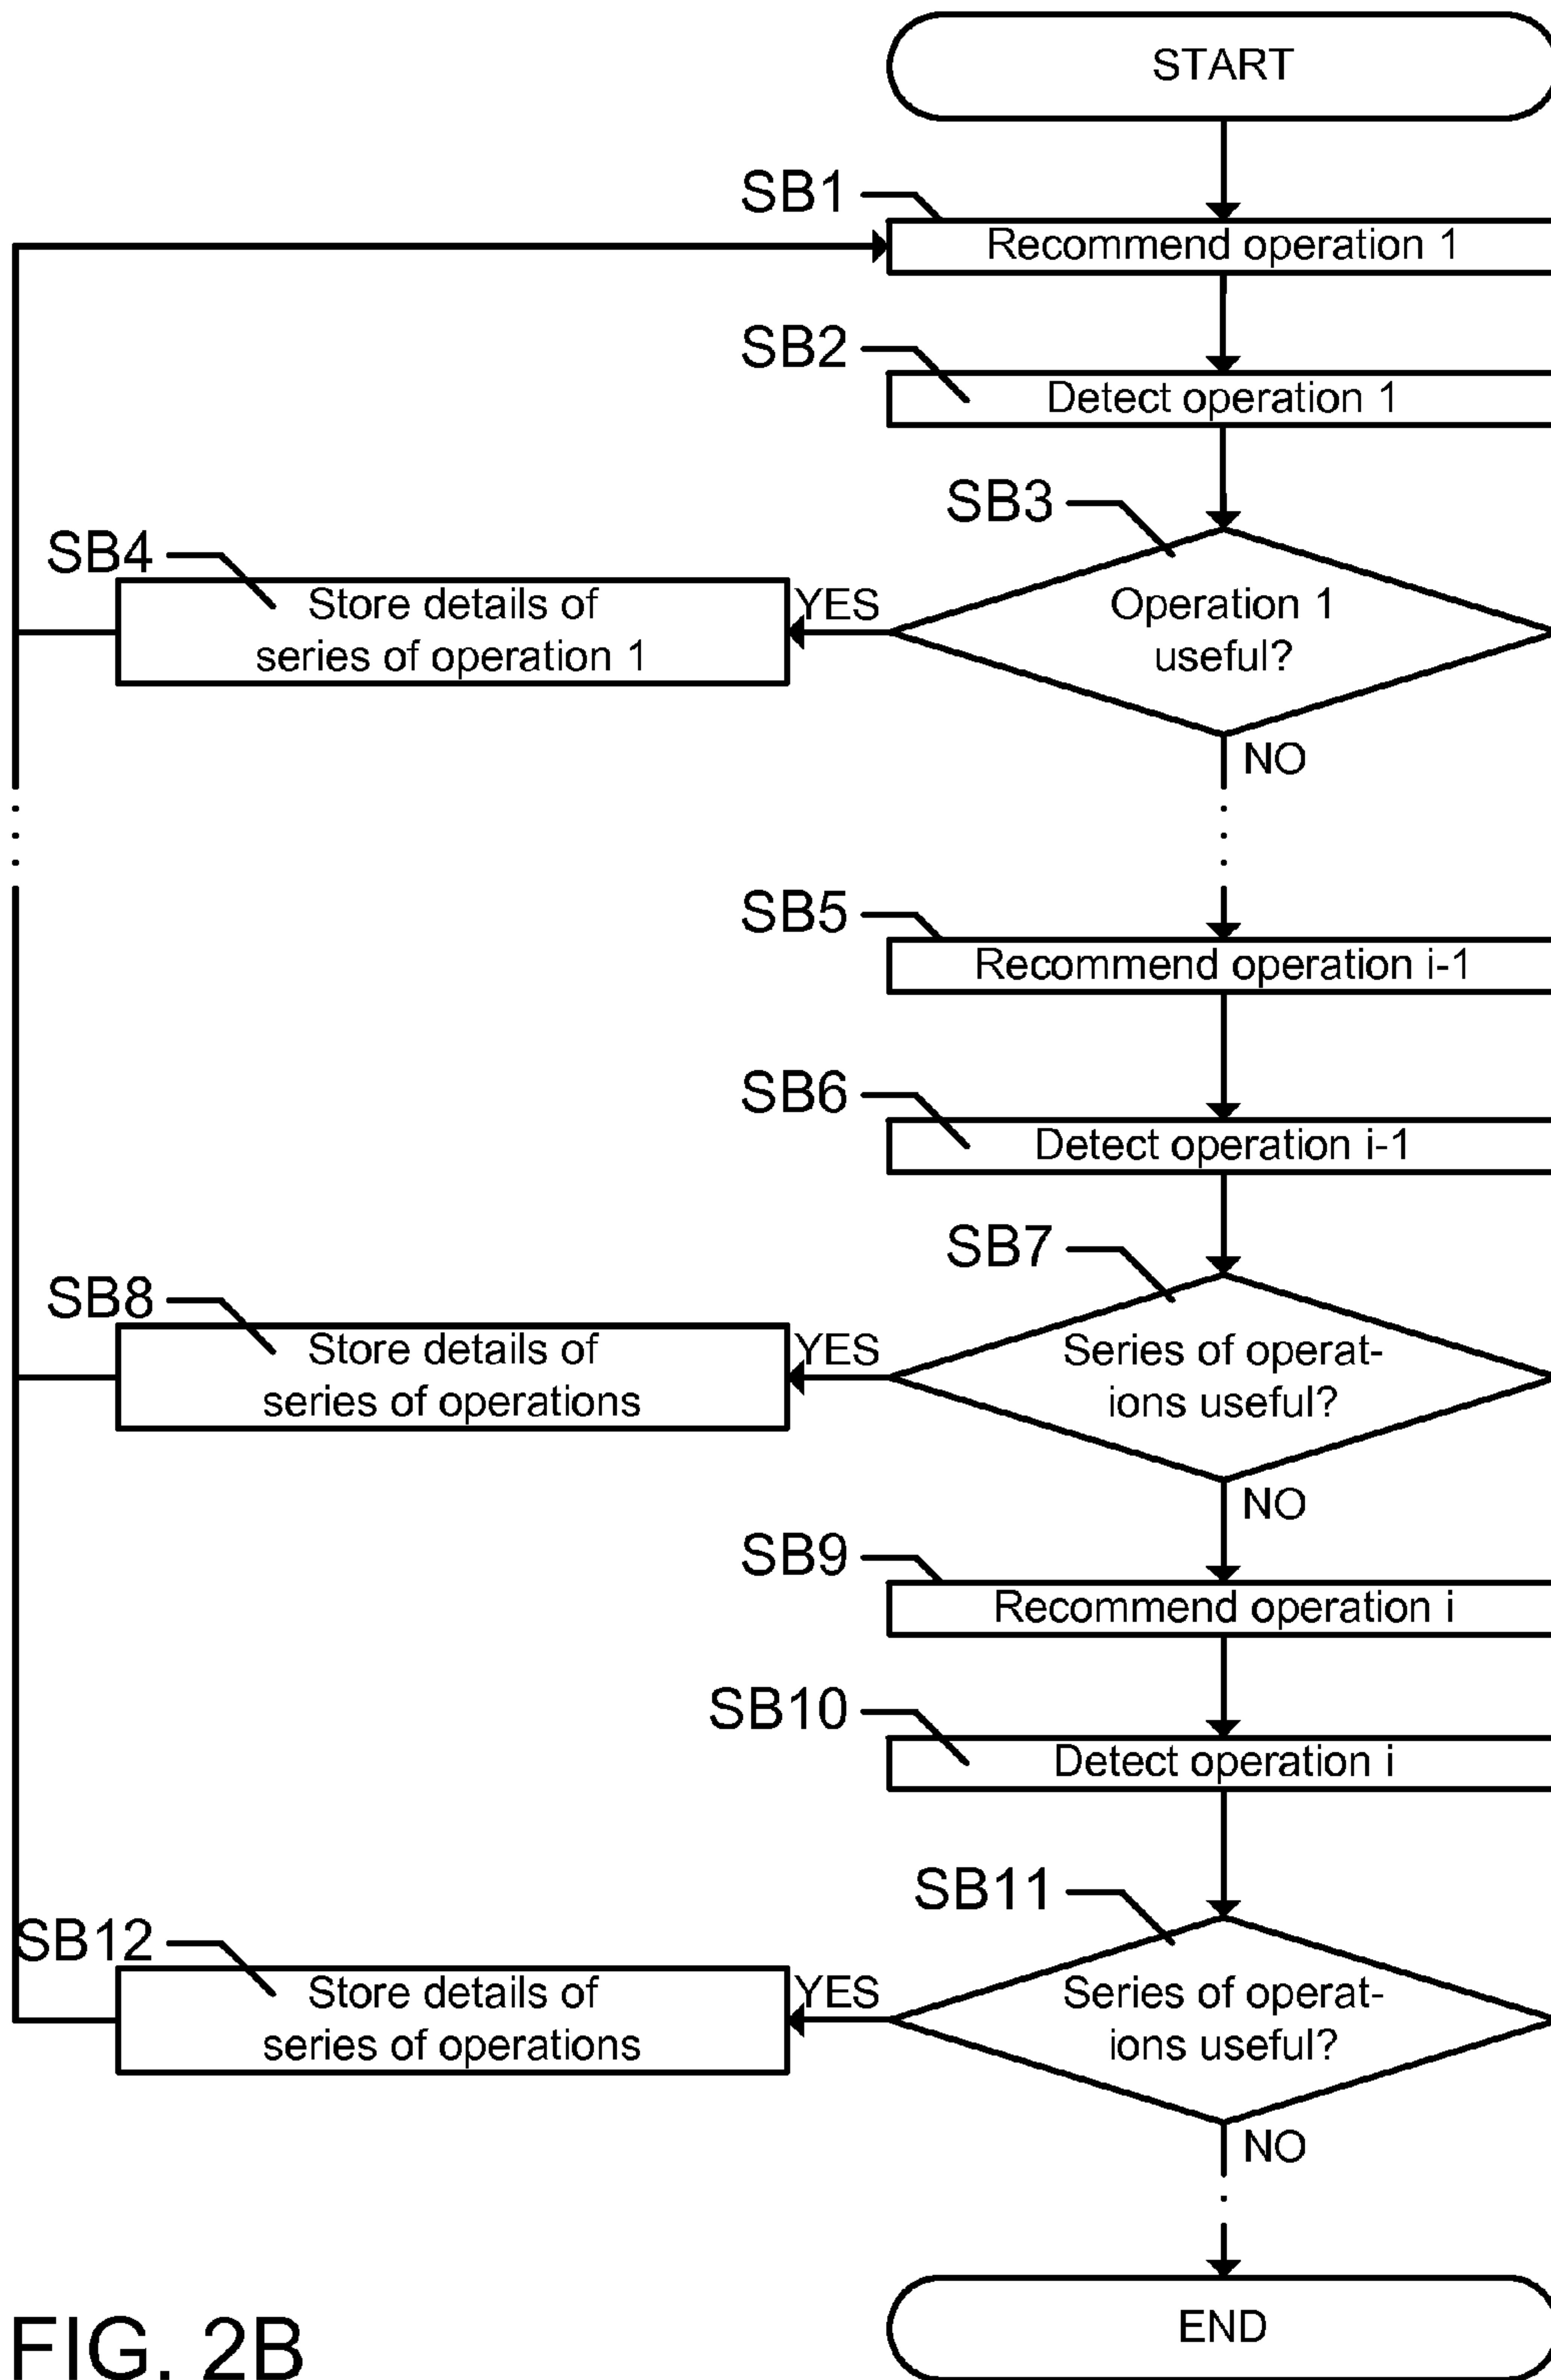 START
SB1
Recommend operation 1
SB2
Detect operation 1
SB3
Operation 1
useful?
YES
SB4
Store details of
series of operation 1
NO
SB5
Recommend operation i-1
SB6
Detect operation i-1
SB7
Series of operat-
ions useful?
YES
SB8
Store details of
series of operations
NO
SB9
Recommend operation i
SB10
Detect operation i
SB11
Series of operat-
ions useful?
YES
SB12
Store details of
series of operations
NO
END
FIG. 2B